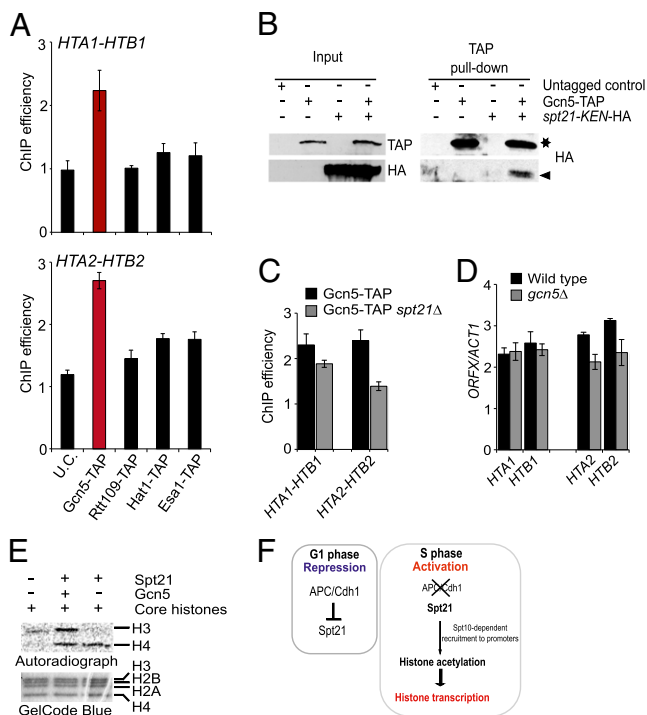 A
HTA1-HTB1
3
2
1
0
ChIP efficiency
HTA2-HTB2
3
2
1
0
ChIP efficiency
U.C.
Gcn5-TAP
Rtt109-TAP
Hat1-TAP
Esa1-TAP
B
Input
TAP
pull-down
+ - - -
+ - - -
Untagged control
- + - +
- + - +
Gcn5-TAP
- - + +
- - + +
spt21-KEN-HA
TAP
HA
HA
C
Gcn5-TAP
Gcn5-TAP spt21Δ
3
2
1
0
ChIP efficiency
HTA1-HTB1
HTA2-HTB2
D
Wild type
gcn5Δ
4
3
2
1
0
ORFX/ACT1
HTA1
HTB1
HTA2
HTB2
E
- + + Spt21
- + - Gcn5
+ + + Core histones
H3
H4
Autoradiograph
H3
H2B
H2A
H4
GelCode Blue
F
G1 phase
Repression
APC/Cdh1
Spt21
S phase
Activation
APC/Cdh1
Spt21
Spt10-dependent
recruitment to promoters
Histone acetylation
Histone transcription